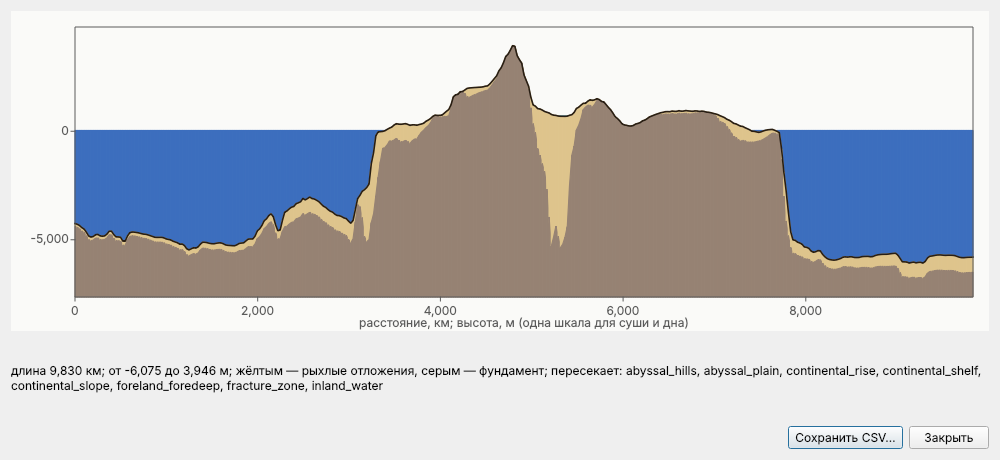 0
-5,000
0
2,000
4,000
6,000
8,000
расстояние, км; высота, м (одна шкала для суши и дна)
длина 9,830 км; от -6,075 до 3,946 м; жёлтым — рыхлые отложения, серым — фундамент; пересекает: abyssal_hills, abyssal_plain, continental_rise, continental_shelf,
continental_slope, foreland_foredeep, fracture_zone, inland_water
Сохранить CSV...
Закрыть